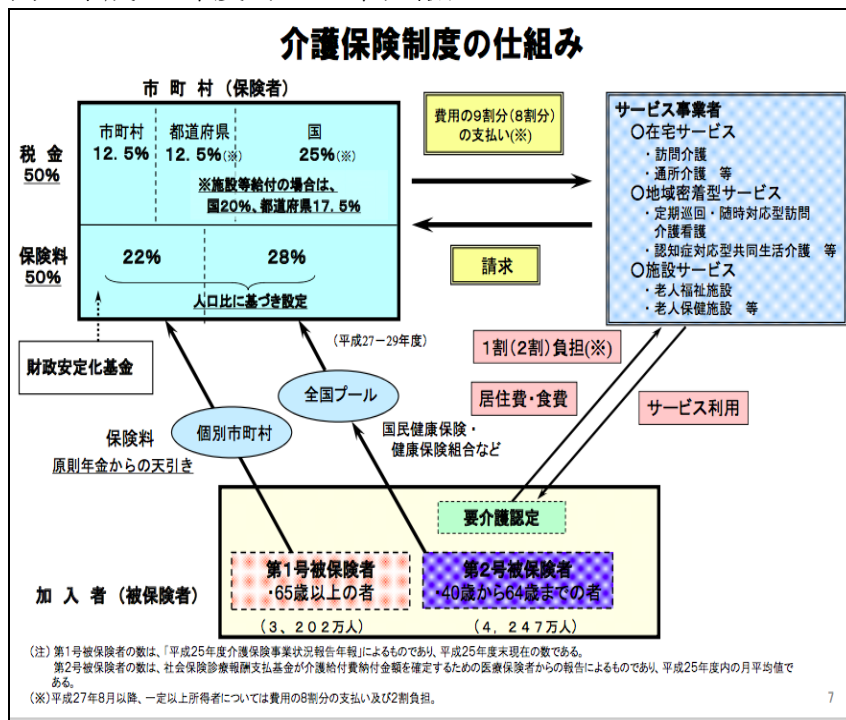 介護保険制度の仕組み
市 町 村 (保険者)
市町村
12.5%
都道府県
12.5%(※)
国
25%(※)
税 金
50%
※施設等給付の場合は、
国20%、都道府県17.5%
保険料
50%
22%
28%
人口比に基づき設定
費用の9割分(8割分)
の支払い(※)
請求
サービス事業者
○在宅サービス
・訪問介護
・通所介護 等
○地域密着型サービス
・定期巡回・随時対応型訪問
介護看護
・認知症対応型共同生活介護 等
○施設サービス
・老人福祉施設
・老人保健施設 等
財政安定化基金
(平成27-29年度)
1割(2割)負担(※)
全国プール
居住費・食費
サービス利用
個別市町村
国民健康保険・
健康保険組合など
保険料
原則年金からの天引き
要介護認定
加 入 者 (被保険者)
第1号被保険者
・65歳以上の者
第2号被保険者
・40歳から64歳までの者
(3、202万人)
(4、247万人)
(注) 第1号被保険者の数は、「平成25年度介護保険事業状況報告年報」によるものであり、平成25年度末現在の数である。
第2号被保険者の数は、社会保険診療報酬支払基金が介護給付費納付金額を確定するための医療保険者からの報告によるものであり、平成25年度内の月平均値で
ある。
(※)平成27年8月以降、一定以上所得者については費用の8割分の支払い及び2割負担。
7